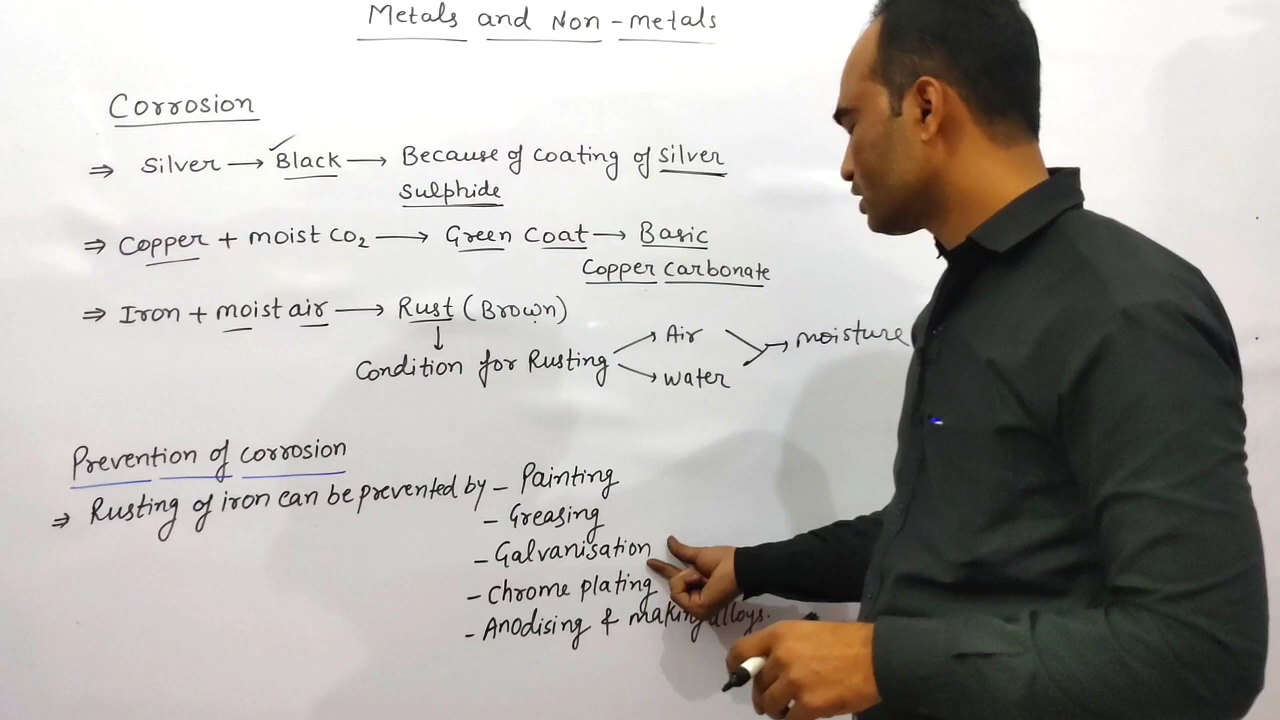 Metals and Non-metals
Corrosion
⇒ Silver → Black → Because of coating of silver
sulphide
⇒ Copper + moist CO₂ → Green Coat → Basic
Copper carbonate
⇒ Iron + moist air → Rust (Brown)
↓
Condition for Rusting
Air
water
→ moisture
Prevention of corrosion
⇒ Rusting of iron can be prevented by - Painting
- Greasing
- Galvanisation
- Chrome plating
- Anodising & making alloys.